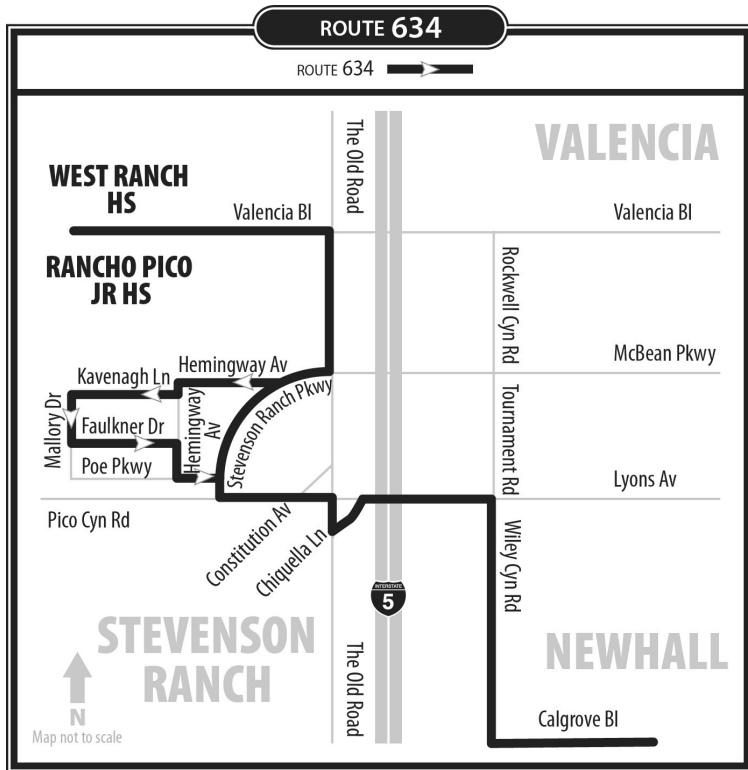 ROUTE 634
ROUTE 634
VALENCIA
The Old Road
WEST RANCH
HS
Valencia Bl
Valencia Bl
RANCHO PICO
JR HS
Rockwell Cyn Rd
McBean Pkwy
Hemingway Av
Kavenagh Ln
Stevenson Ranch Pkwy
Mallory Dr
Faulkner Dr
Hemingway
Av
Tournament Rd
Poe Pkwy
Lyons Av
Pico Cyn Rd
Constitution Av
Chiquella Ln
Wiley Cyn Rd
INTERSTATE
5
STEVENSON
RANCH
The Old Road
NEWHALL
N
Map not to scale
Calgrove Bl